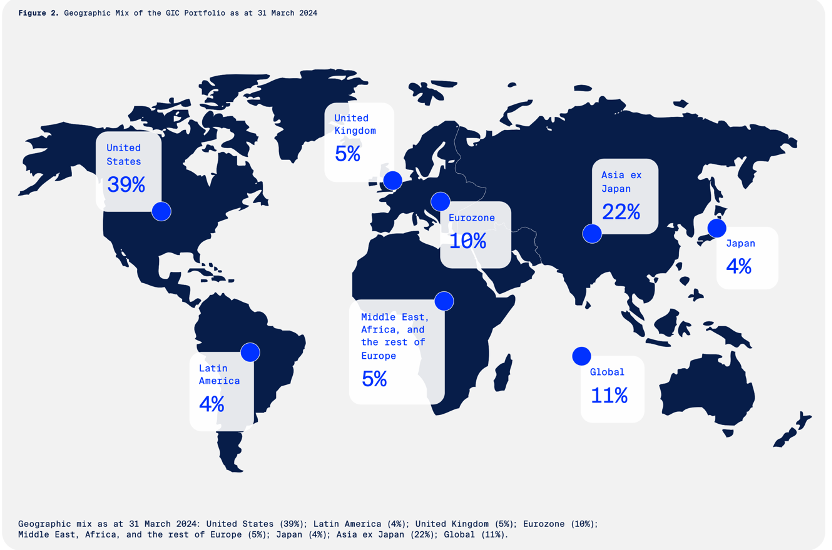 Figure 2. Geographic Mix of the GIC Portfolio as at 31 March 2024
United
Kingdom
5%
United
States
39%
Asia ex
Japan
22%
Eurozone
10%
Japan
4%
Middle East,
Africa, and
the rest of
Europe
5%
Latin
America
4%
Global
11%
Geographic mix as at 31 March 2024: United States (39%); Latin America (4%); United Kingdom (5%); Eurozone (10%);
Middle East, Africa, and the rest of Europe (5%); Japan (4%); Asia ex Japan (22%); Global (11%).